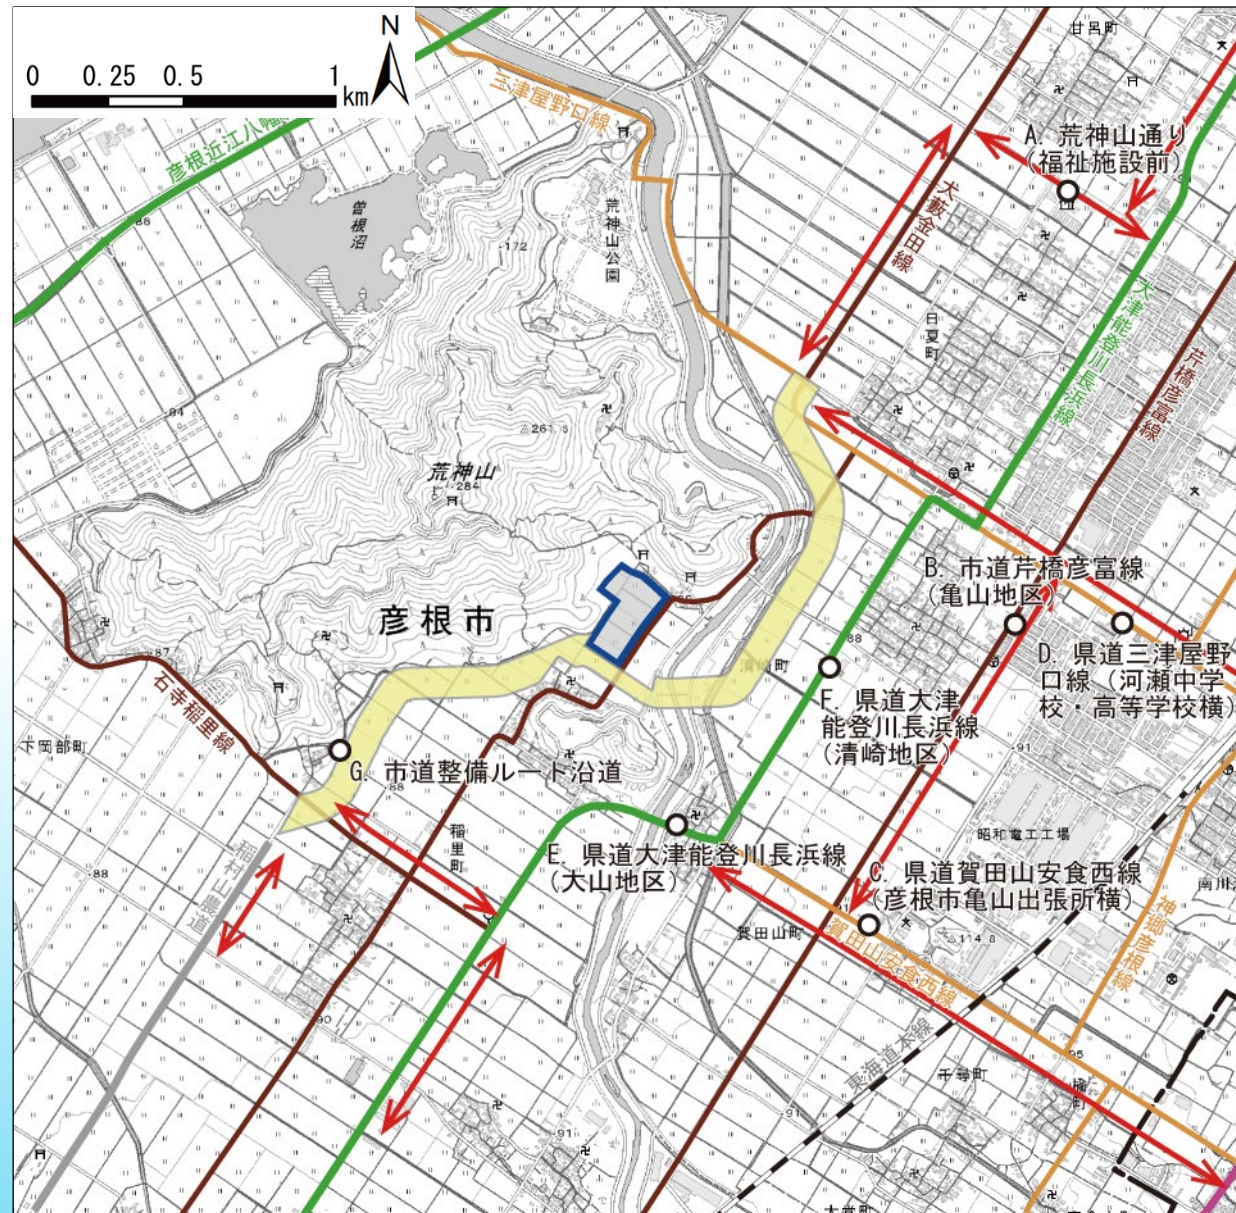 N
0 0.25 0.5 1
km
甘呂町
三津屋野口線
彦根近江八幡
A. 荒神山通り
(福祉施設前)
犬藪金田線
曽根沼
86
172
荒神山公園
日夏町
大津能登川長浜線
芹橋彦富線
84
261.8
荒神山
284
彦根市
B. 市道芹橋彦富線
(亀山地区)
D. 県道三津屋野
口線（河瀬中学
校・高等学校横)
88
清崎町
F. 県道大津
能登川長浜線
(清崎地区)
87
石寺稲里線
下岡部町
G. 市道整備ルート沿道
88
91
昭和電工工場
稲里町
稲村山農道
E. 県道大津能登川長浜線
(大山地区)
C. 県道賀田山安食西線
(彦根市亀山出張所横)
88
南川
賀田山町
114.8
賀田山安食西線
神郷彦根線
90
東海道本線
95
千尋町
91
91